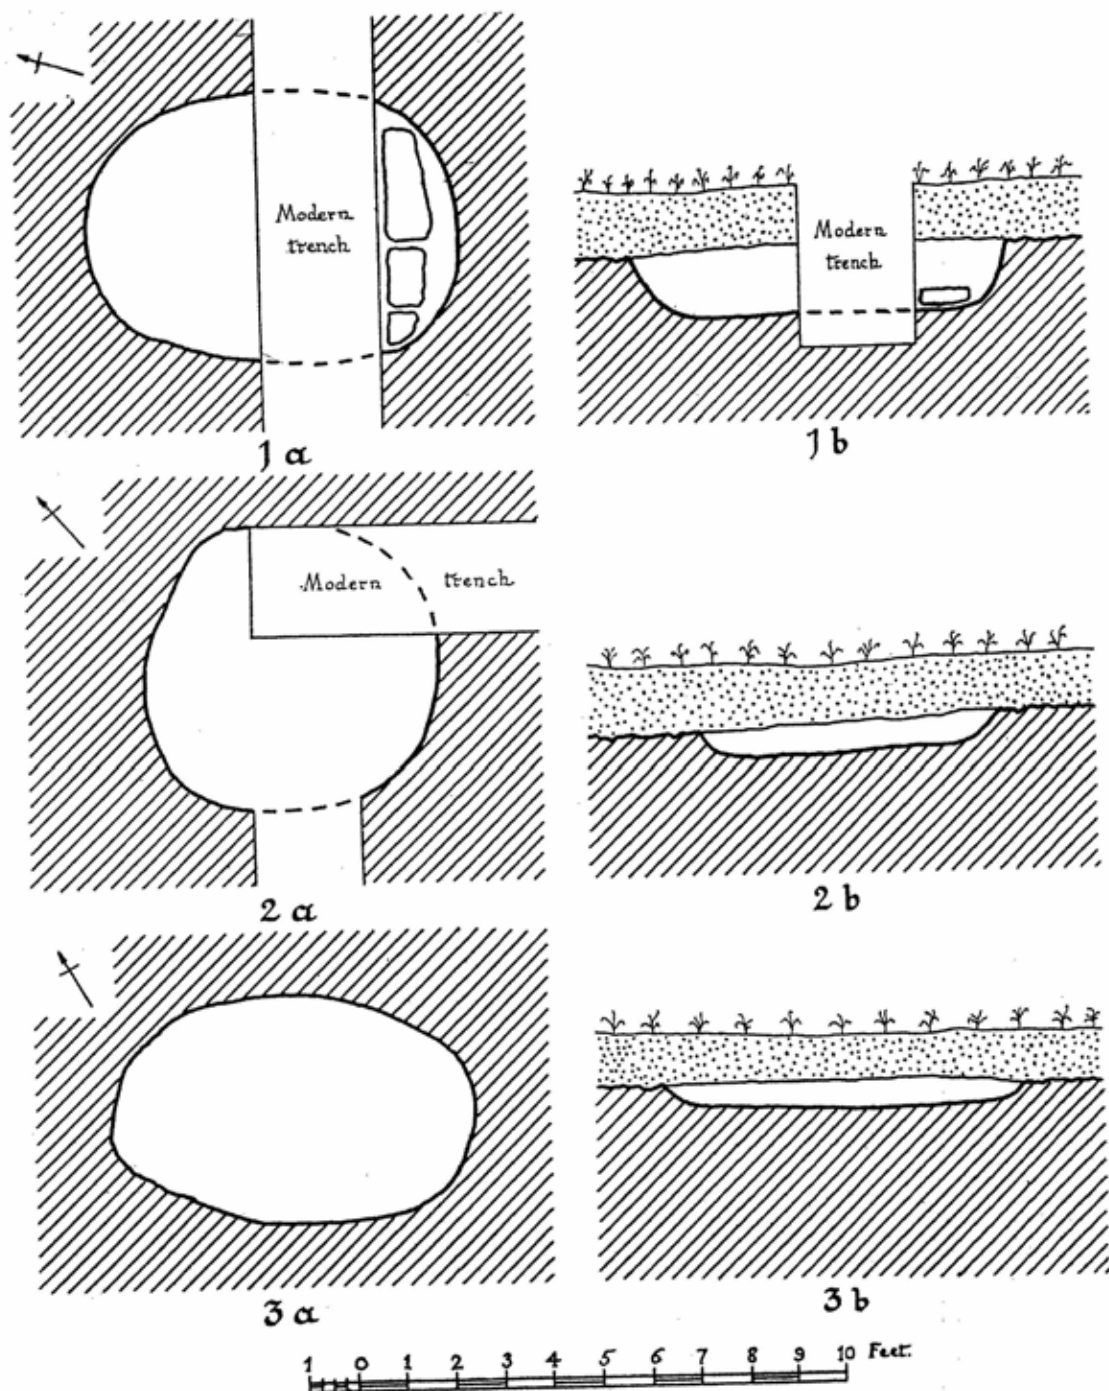 Modern
trench
1 a
Modern
trench
1 b
Modern trench
2 a
2 b
3 a
3 b
1 0 1 2 3 4 5 6 7 8 9 10 Feet.